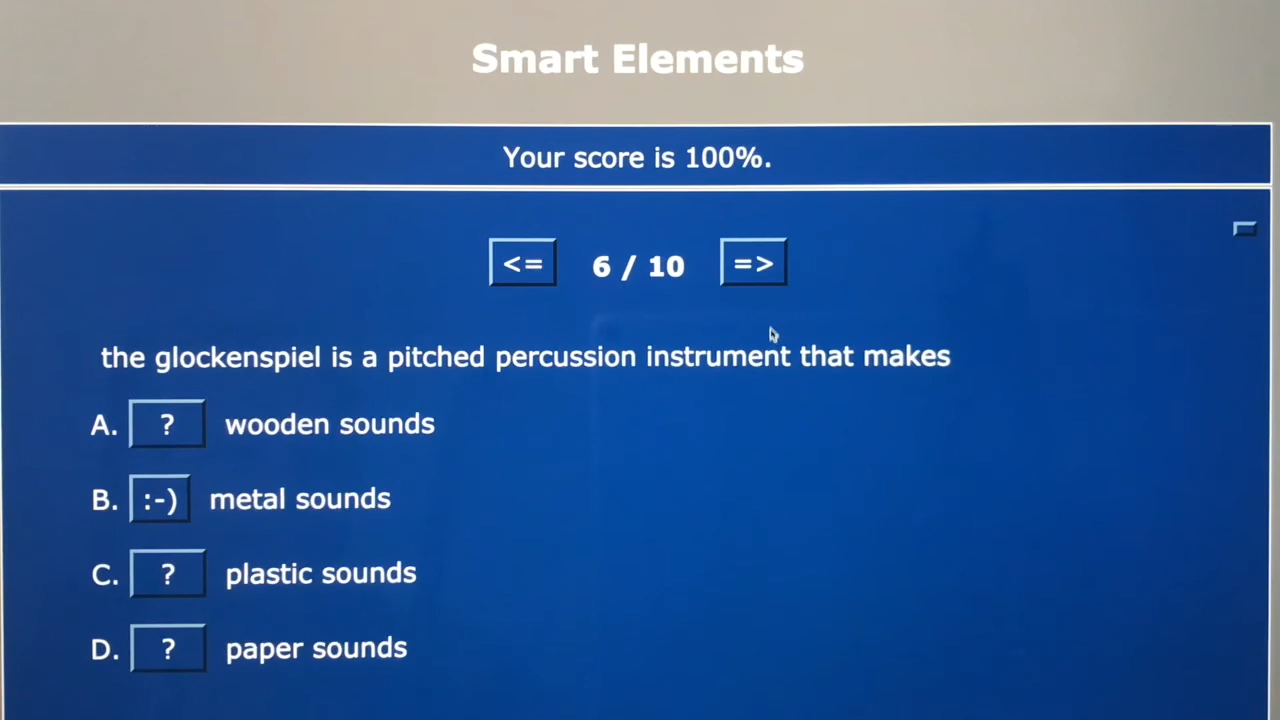 Smart Elements
Your score is 100%.
<= 6 / 10 =>
the glockenspiel is a pitched percussion instrument that makes
A. ? wooden sounds
B. :-) metal sounds
C. ? plastic sounds
D. ? paper sounds